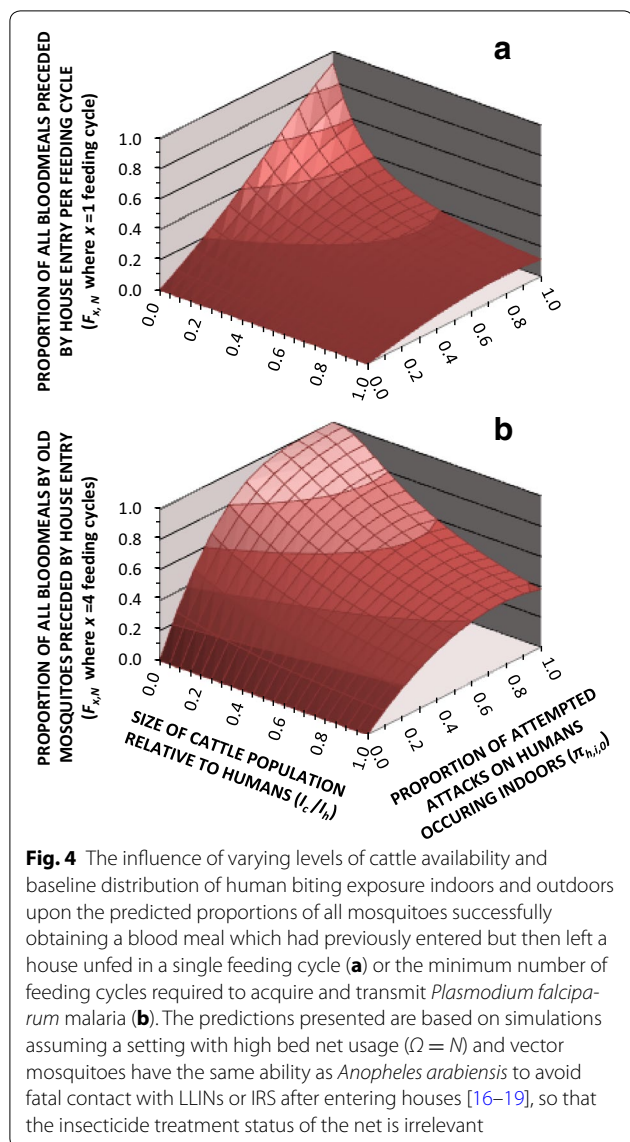 a
PROPORTION OF ALL BLOODMEALS PRECEDED
BY HOUSE ENTRY PER FEEDING CYCLE
(Fx, N where x =1 feeding cycle)
1.0
0.8
0.6
0.4
0.2
0.0
0.0
0.2
0.4
0.6
0.8
1.0
0.0
0.2
0.4
0.6
0.8
1.0
b
PROPORTION OF ALL BLOODMEALS BY OLD
MOSQUITOES PRECEDED BY HOUSE ENTRY
(Fx,N where x =4 feeding cycles)
1.0
0.8
0.6
0.4
0.2
0.0
0.0
0.2
0.4
0.6
0.8
1.0
0.0
0.2
0.4
0.6
0.8
1.0
SIZE OF CATTLE POPULATION
RELATIVE TO HUMANS (Ic/Ih)
PROPORTION OF ATTEMPTED
ATTACKS ON HUMANS
OCCURING INDOORS (πh,i,0)
Fig. 4 The influence of varying levels of cattle availability and
baseline distribution of human biting exposure indoors and outdoors
upon the predicted proportions of all mosquitoes successfully
obtaining a blood meal which had previously entered but then left a
house unfed in a single feeding cycle (a) or the minimum number of
feeding cycles required to acquire and transmit Plasmodium falcipa-
rum malaria (b). The predictions presented are based on simulations
assuming a setting with high bed net usage (Ω = N) and vector
mosquitoes have the same ability as Anopheles arabiensis to avoid
fatal contact with LLINs or IRS after entering houses [16–19], so that
the insecticide treatment status of the net is irrelevant